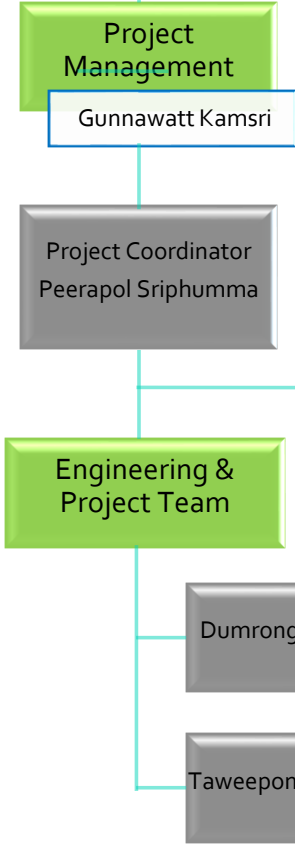 Project
Management
Gunnawatt Kamsri
Project Coordinator
Peerapol Sriphumma
Engineering &
Project Team
Dumrong
Taweepon